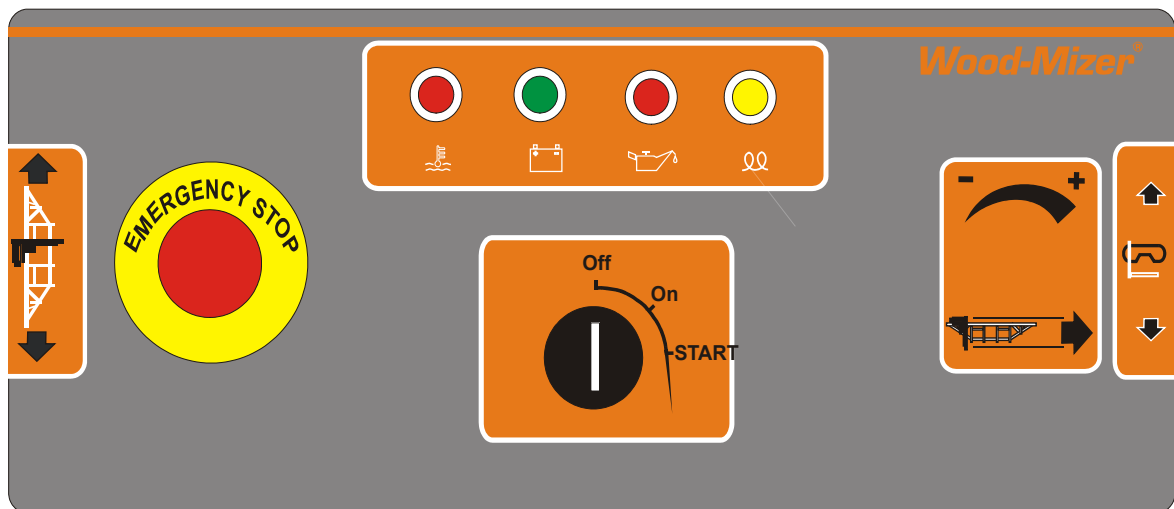 Wood-Mizer®
EMERGENCY STOP
Off
On
START
- +